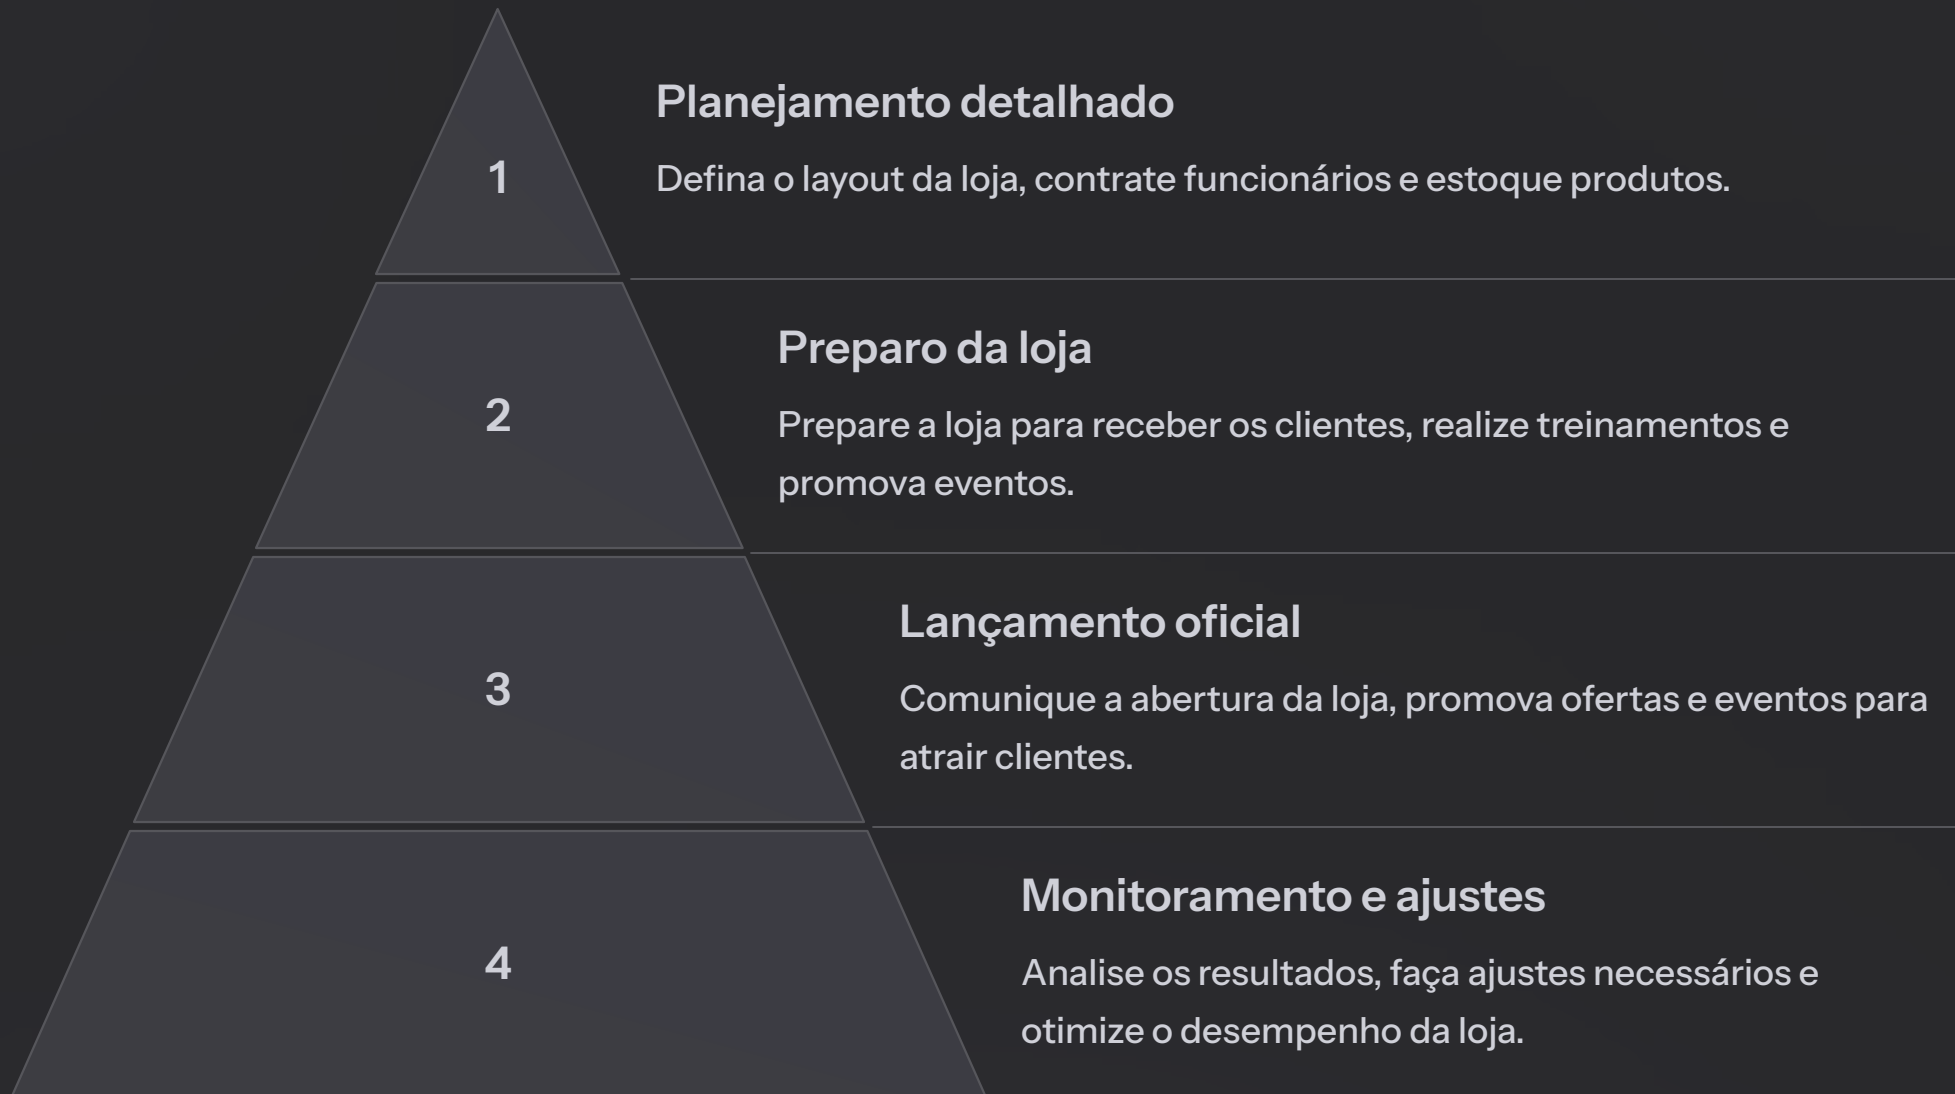 1
Planejamento detalhado
Defina o layout da loja, contrate funcionários e estoque produtos.
2
Preparo da loja
Prepare a loja para receber os clientes, realize treinamentos e
promova eventos.
3
Lançamento oficial
Comunique a abertura da loja, promova ofertas e eventos para
atrair clientes.
4
Monitoramento e ajustes
Analise os resultados, faça ajustes necessários e
otimize o desempenho da loja.